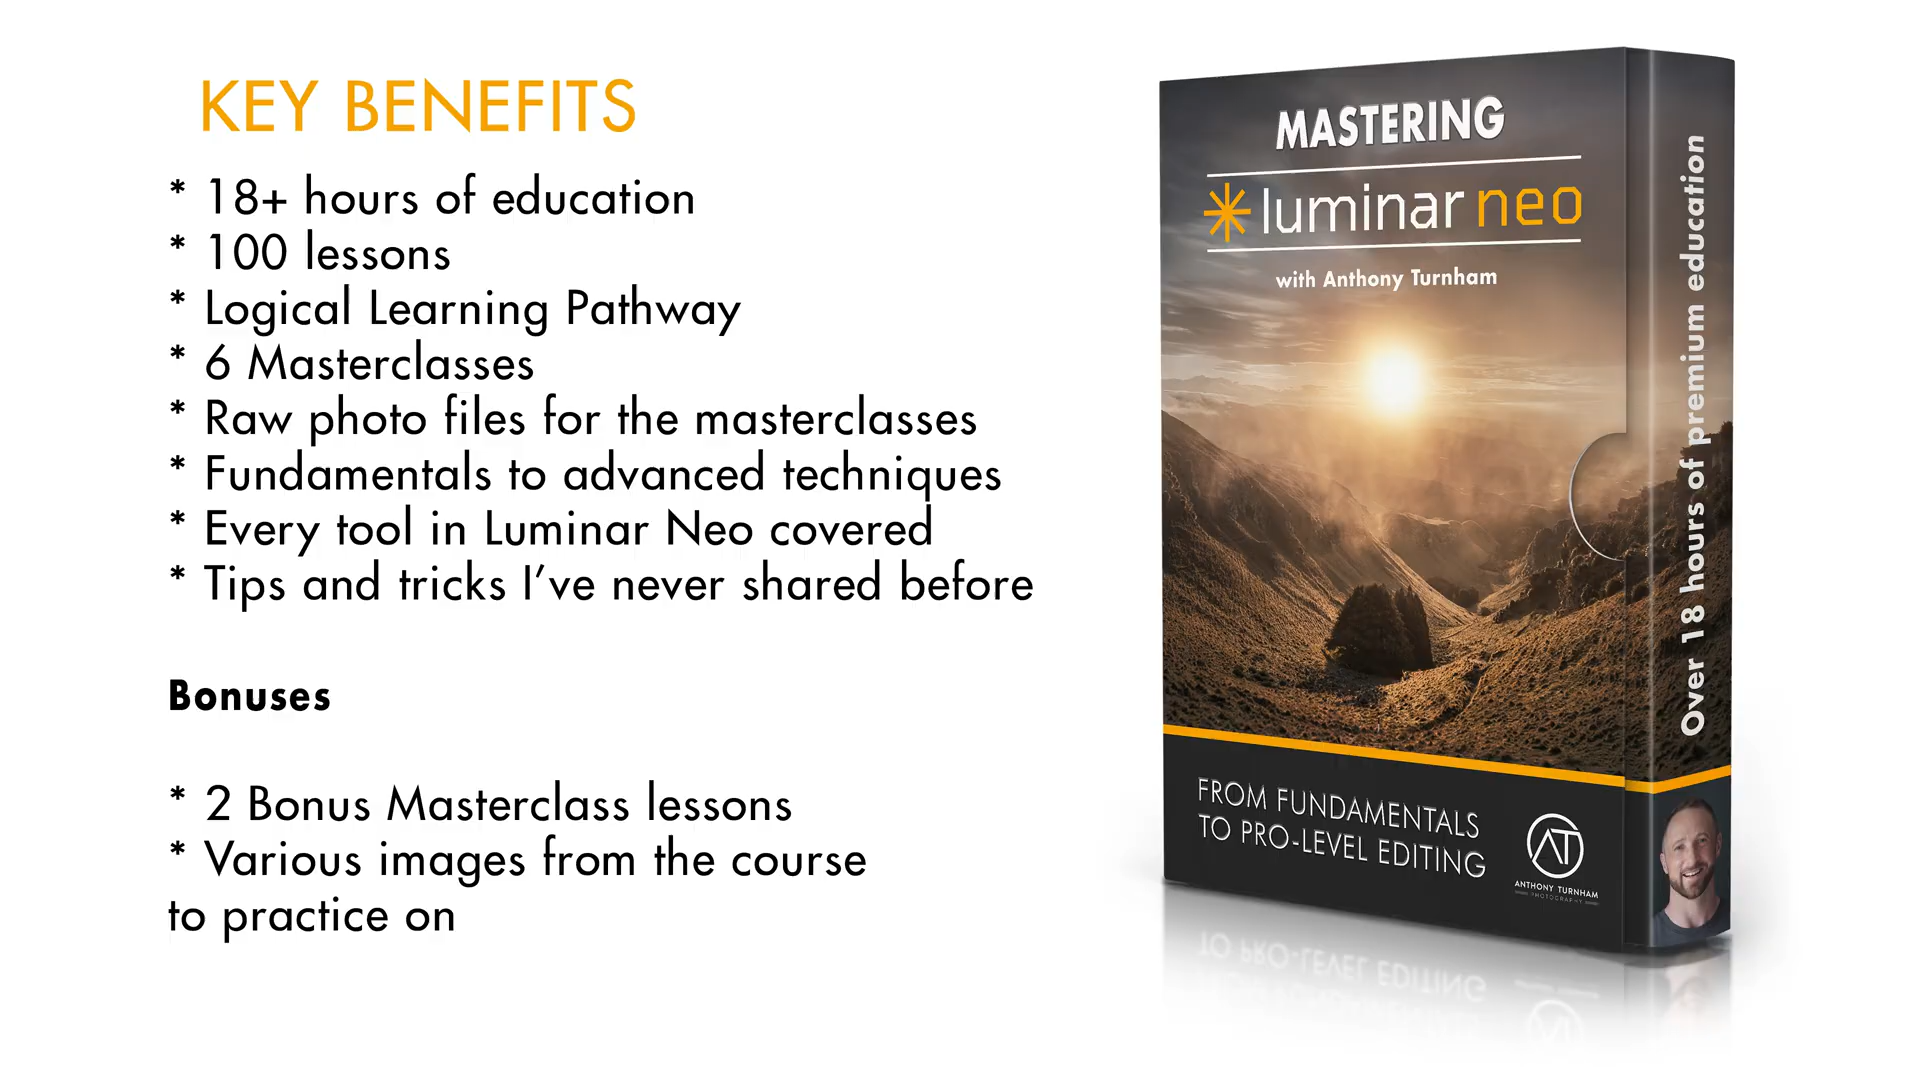 KEY BENEFITS
* 18+ hours of education
* 100 lessons
* Logical Learning Pathway
* 6 Masterclasses
* Raw photo files for the masterclasses
* Fundamentals to advanced techniques
* Every tool in Luminar Neo covered
* Tips and tricks I’ve never shared before
Bonuses
* 2 Bonus Masterclass lessons
* Various images from the course
to practice on
MASTERING
luminar neo
with Anthony Turnham
FROM FUNDAMENTALS
TO PRO-LEVEL EDITING
AT
ANTHONY TURNHAM
PHOTOGRAPHY
Over 18 hours of premium education